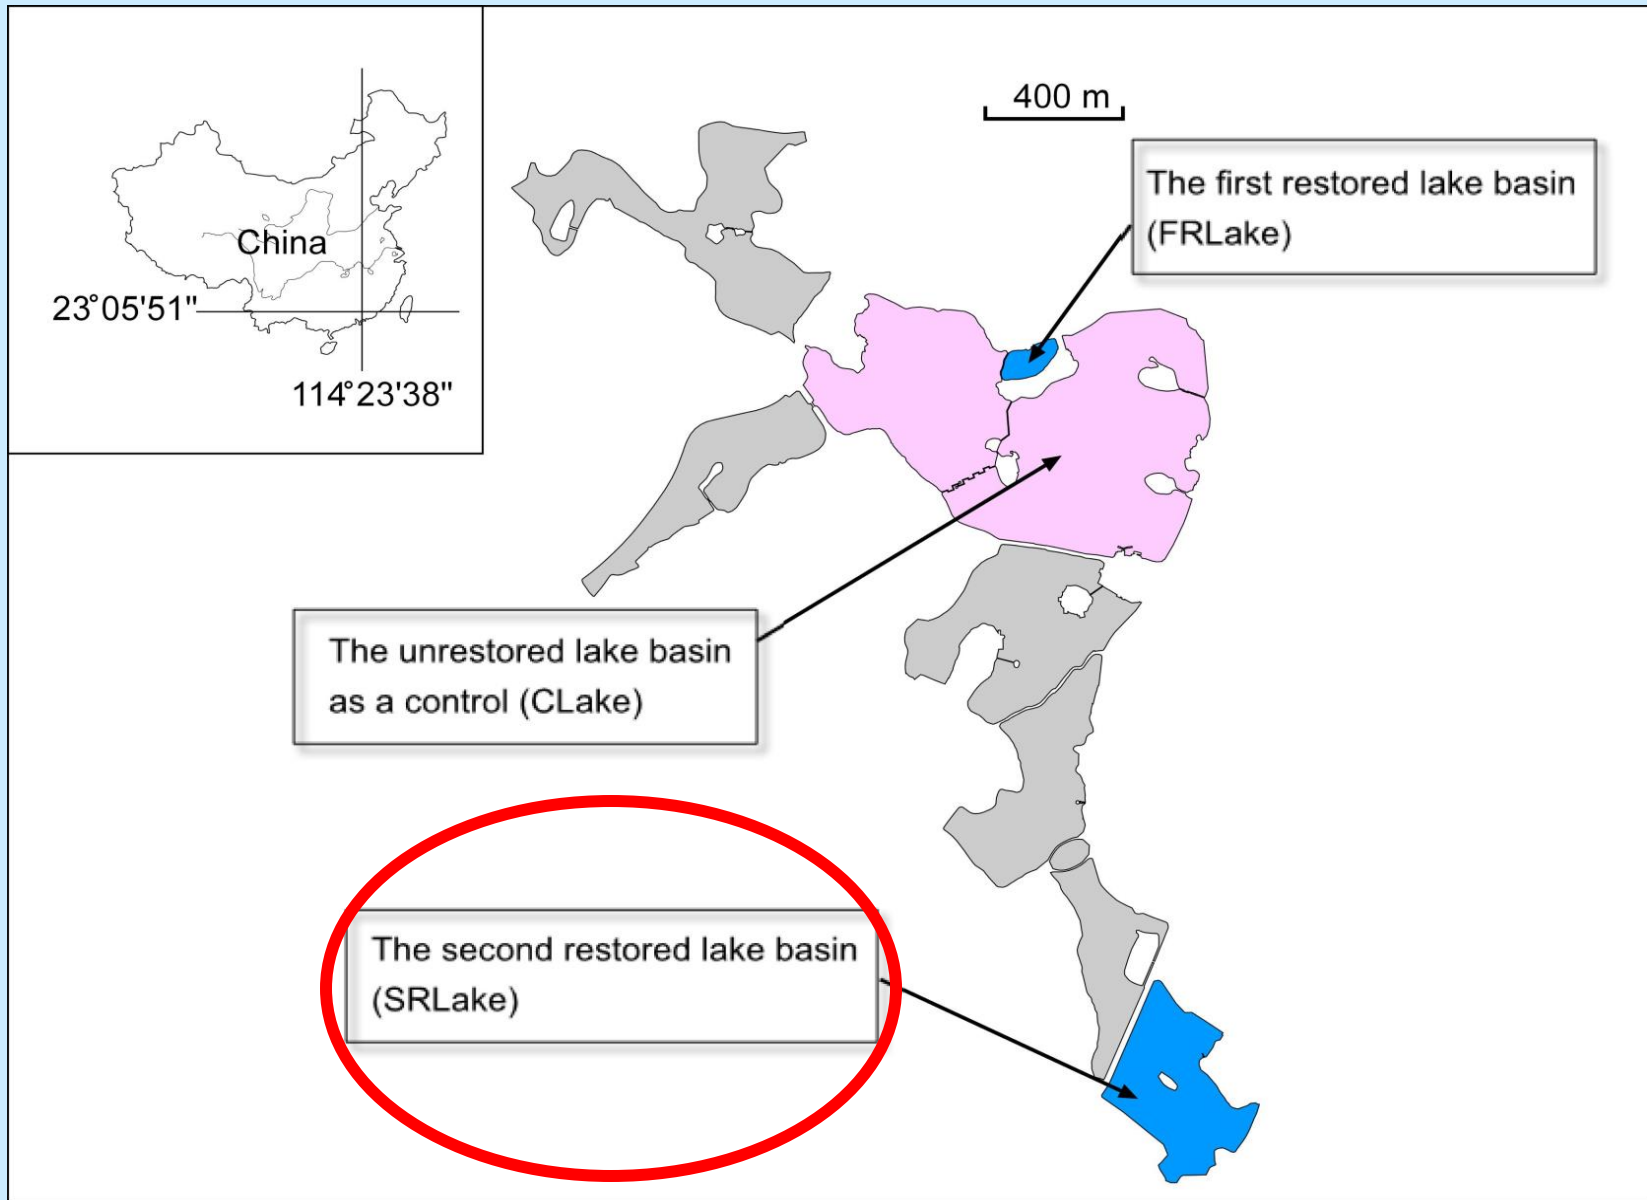 China
23°05'51"
114°23'38"
400 m
The first restored lake basin
(FRLake)
The unrestored lake basin
as a control (CLake)
The second restored lake basin
(SRLake)